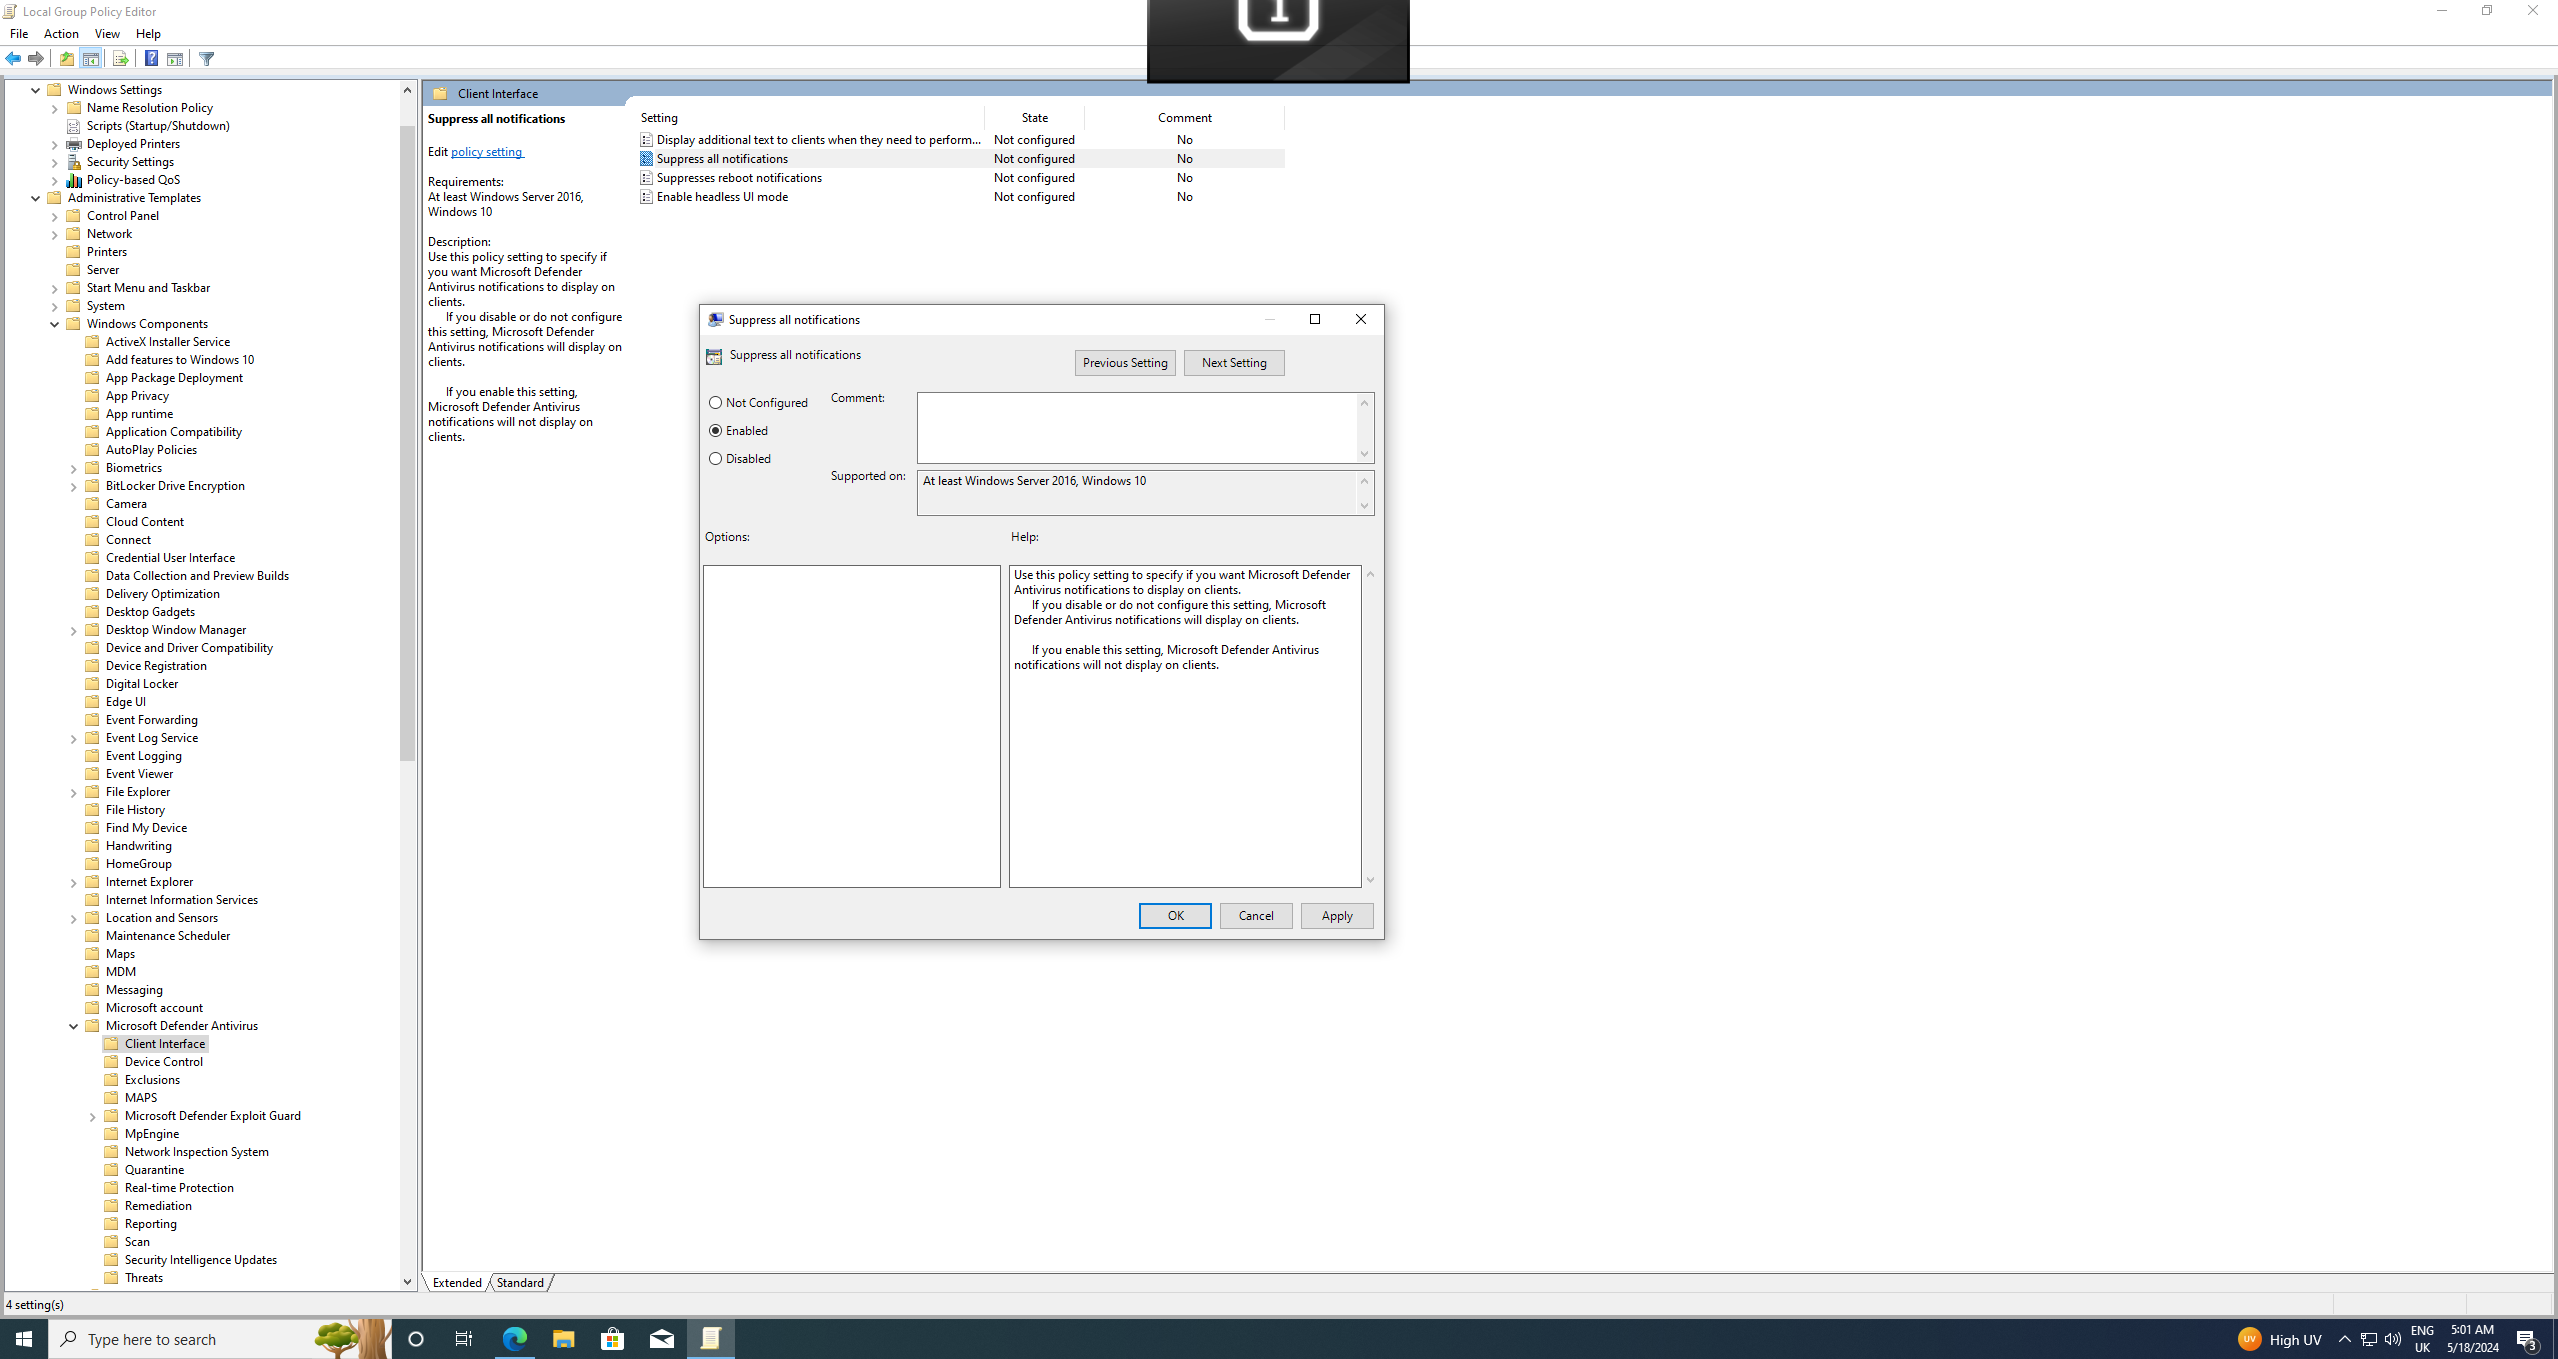 Local Group Policy Editor
File Action View Help
Windows Settings
Name Resolution Policy
Scripts (Startup/Shutdown)
Deployed Printers
Security Settings
Policy-based QoS
Administrative Templates
Control Panel
Network
Printers
Server
Start Menu and Taskbar
System
Windows Components
ActiveX Installer Service
Add features to Windows 10
App Package Deployment
App Privacy
App runtime
Application Compatibility
AutoPlay Policies
Biometrics
BitLocker Drive Encryption
Camera
Cloud Content
Connect
Credential User Interface
Data Collection and Preview Builds
Delivery Optimization
Desktop Gadgets
Desktop Window Manager
Device and Driver Compatibility
Device Registration
Digital Locker
Edge UI
Event Forwarding
Event Log Service
Event Logging
Event Viewer
File Explorer
File History
Find My Device
Handwriting
HomeGroup
Internet Explorer
Internet Information Services
Location and Sensors
Maintenance Scheduler
Maps
MDM
Messaging
Microsoft account
Microsoft Defender Antivirus
Client Interface
Device Control
Exclusions
MAPS
Microsoft Defender Exploit Guard
MpEngine
Network Inspection System
Quarantine
Real-time Protection
Remediation
Reporting
Scan
Security Intelligence Updates
Threats
1
Client Interface
Suppress all notifications
Edit policy setting
Requirements:
At least Windows Server 2016,
Windows 10
Description:
Use this policy setting to specify if
you want Microsoft Defender
Antivirus notifications to display on
clients.
If you disable or do not configure
this setting, Microsoft Defender
Antivirus notifications will display on
clients.
If you enable this setting,
Microsoft Defender Antivirus
notifications will not display on
clients.
Setting State Comment
Display additional text to clients when they need to perform... Not configured No
Suppress all notifications Not configured No
Suppresses reboot notifications Not configured No
Enable headless UI mode Not configured No
Suppress all notifications
Suppress all notifications
Previous Setting Next Setting
Not Configured
Enabled
Disabled
Comment:
Supported on: At least Windows Server 2016, Windows 10
Options: Help:
Use this policy setting to specify if you want Microsoft Defender
Antivirus notifications to display on clients.
If you disable or do not configure this setting, Microsoft
Defender Antivirus notifications will display on clients.
If you enable this setting, Microsoft Defender Antivirus
notifications will not display on clients.
OK Cancel Apply
Extended Standard
4 setting(s)
Type here to search
UV High UV
ENG
UK
5:01 AM
5/18/2024
3